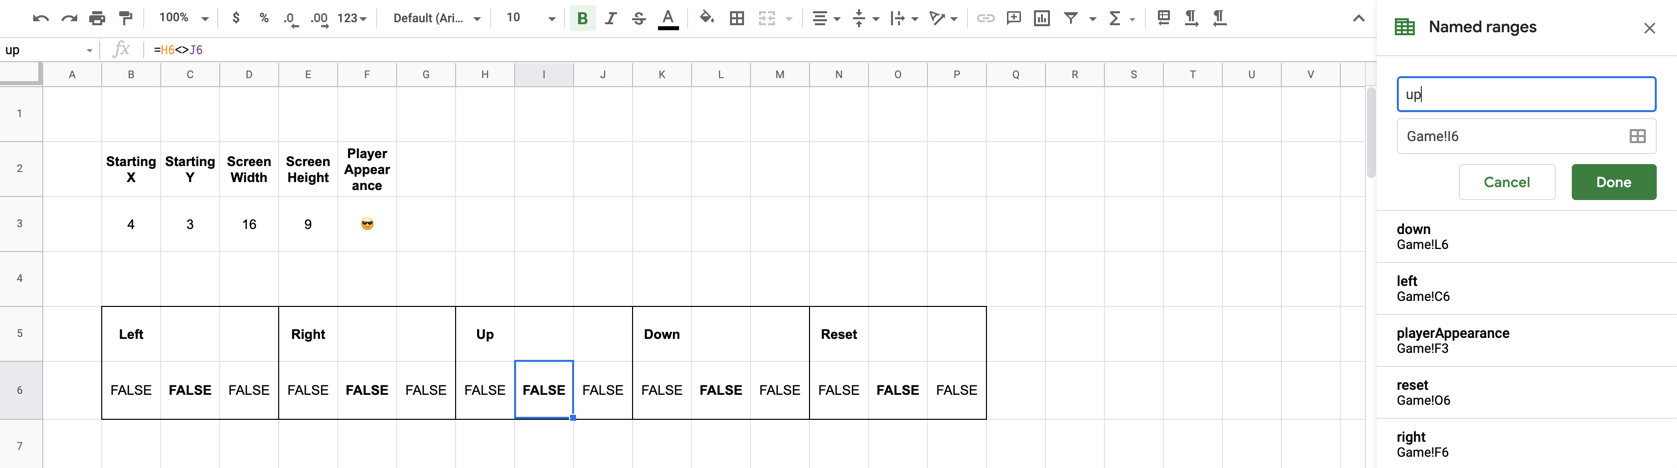 100% $ % .0 .00 123 Default (Ari... 10 B I S A
up fx =H6<>J6
A B C D E F G H I J K L M N O P Q R S T U V
1
2 Starting X Starting Y Screen Width Screen Height Player Appear ance
3 4 3 16 9 😎
4
5 Left Right Up Down Reset
6 FALSE FALSE FALSE FALSE FALSE FALSE FALSE FALSE FALSE FALSE FALSE FALSE FALSE FALSE FALSE
7
Named ranges
up
Game!I6
Cancel Done
down
Game!L6
left
Game!C6
playerAppearance
Game!F3
reset
Game!O6
right
Game!F6